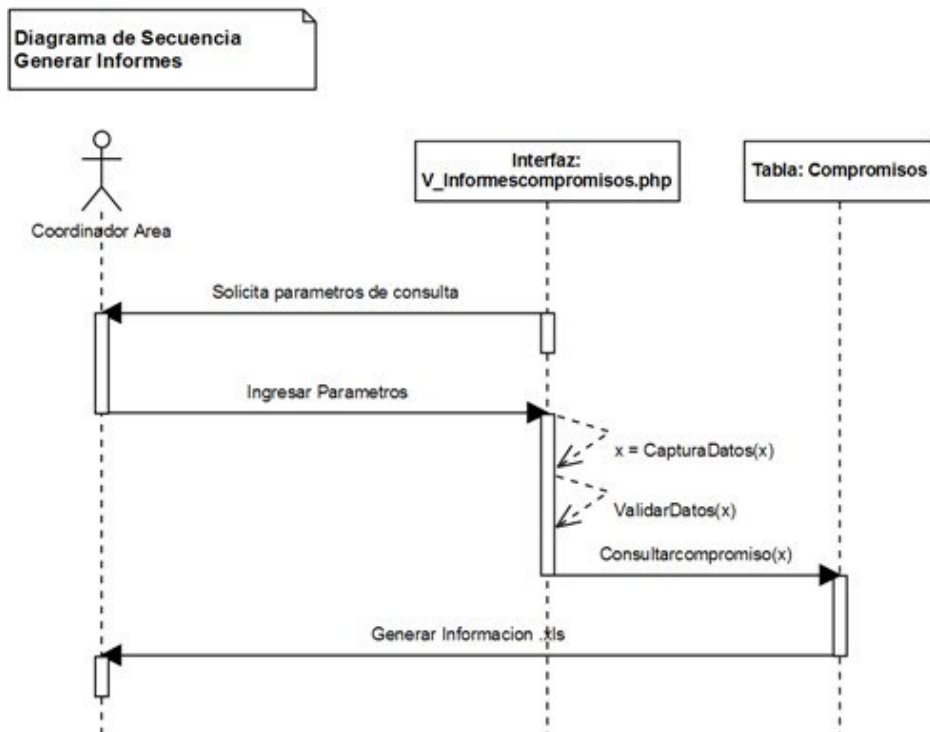 Diagrama de Secuencia
Generar Informes
Interfaz:
V_Informescompromisos.php
Tabla: Compromisos
Coordinador Area
Solicita parametros de consulta
Ingresar Parametros
x = CapturaDatos(x)
ValidarDatos(x)
Consultarcompromiso(x)
Generar Informacion .xls